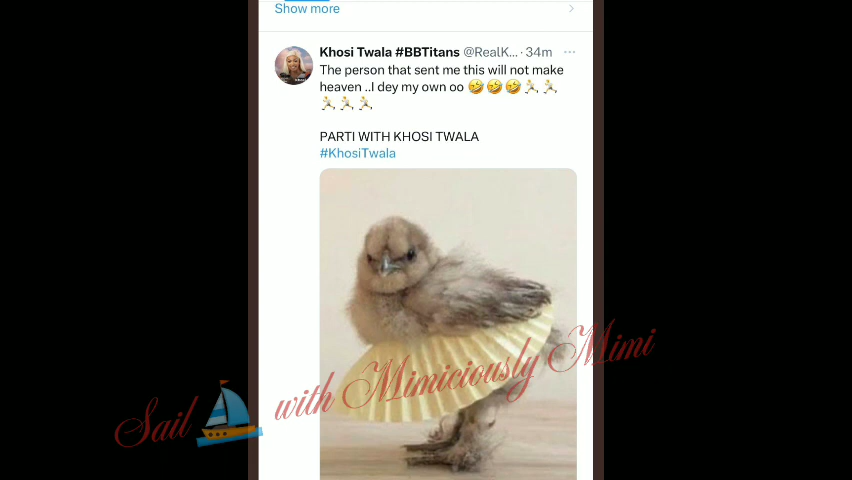 Show more
Khosi Twala #BBTitans @RealK... · 34m
The person that sent me this will not make
heaven ..I dey my own oo 🤣🤣🤣🏃🏃
🏃🏃🏃
PARTI WITH KHOSI TWALA
#KhosiTwala
Sail ⛵ with Mimiciously Mimi